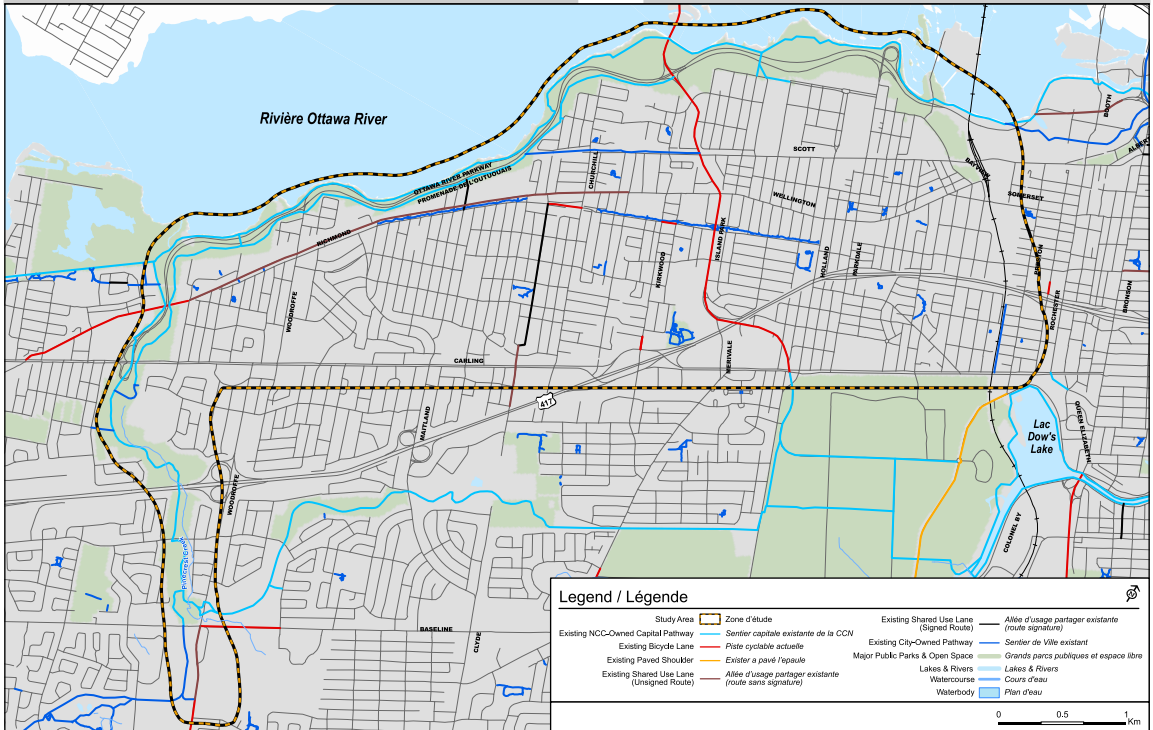 Rivière Ottawa River
BOOTH
ALBERT
SCOTT
CHURCHILL
OTTAWA RIVER PARKWAY
PROMENADE DE L'OUTUOUAIS
BAYVIEW
SOMERSET
WELLINGTON
RICHMOND
ISLAND PARK
KIRKWOOD
HOLLAND
PARKDALE
PRESTON
ROCHESTER
BRONSON
WOODROFFE
CARLING
MERIVALE
417
MAITLAND
Lac
Dow's
Lake
QUEEN ELIZABETH
WOODROFFE
COLONEL BY
Pinecrest Creek
BASELINE
CLYDE
Legend / Légende
Study Area Zone d'étude
Existing NCC-Owned Capital Pathway Sentier capitale existante de la CCN
Existing Bicycle Lane Piste cyclable actuelle
Existing Paved Shoulder Exister a pavé l'epaule
Existing Shared Use Lane Allée d'usage partager existante
(Unsigned Route) (route sans signature)
Existing Shared Use Lane Allée d'usage partager existante
(Signed Route) (route signature)
Existing City-Owned Pathway Sentier de Ville existant
Major Public Parks & Open Space Grands parcs publiques et espace libre
Lakes & Rivers Lakes & Rivers
Watercourse Cours d'eau
Waterbody Plan d'eau
0 0.5 1
Km